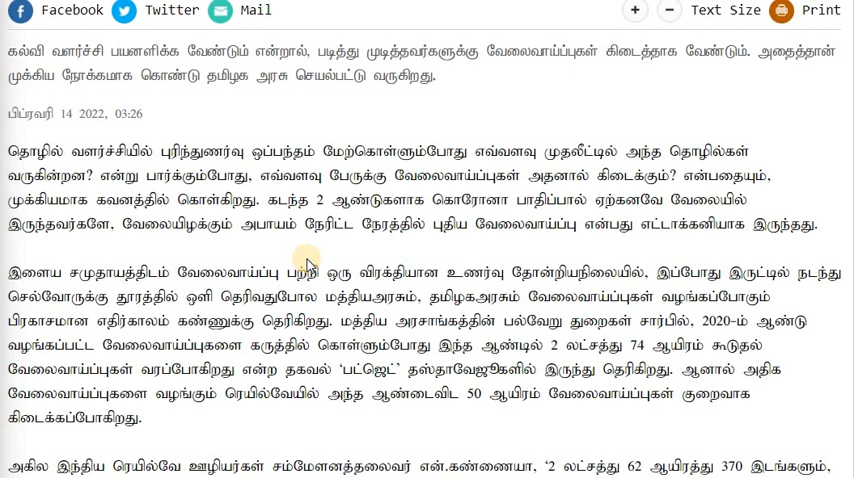 Facebook Twitter Mail + - Text Size Print
கல்வி வளர்ச்சி பயனளிக்க வேண்டும் என்றால், படித்து முடித்தவர்களுக்கு வேலைவாய்ப்புகள் கிடைத்தாக வேண்டும். அதைத்தான்
முக்கிய நோக்கமாக கொண்டு தமிழக அரசு செயல்பட்டு வருகிறது.
பிப்ரவரி 14 2022, 03:26
தொழில் வளர்ச்சியில் புரிந்துணர்வு ஒப்பந்தம் மேற்கொள்ளும்போது எவ்வளவு முதலீட்டில் அந்த தொழில்கள்
வருகின்றன? என்று பார்க்கும்போது, எவ்வளவு பேருக்கு வேலைவாய்ப்புகள் அதனால் கிடைக்கும்? என்பதையும்,
முக்கியமாக கவனத்தில் கொள்கிறது. கடந்த 2 ஆண்டுகளாக கொரோனா பாதிப்பால் ஏற்கனவே வேலையில்
இருந்தவர்களே, வேலையிழக்கும் அபாயம் நேரிட்ட நேரத்தில் புதிய வேலைவாய்ப்பு என்பது எட்டாக்கனியாக இருந்தது.
இளைய சமுதாயத்திடம் வேலைவாய்ப்பு பற்றி ஒரு விரக்தியான உணர்வு தோன்றியநிலையில், இப்போது இருட்டில் நடந்து
செல்வோருக்கு தூரத்தில் ஒளி தெரிவதுபோல மத்தியஅரசும், தமிழகஅரசும் வேலைவாய்ப்புகள் வழங்கப்போகும்
பிரகாசமான எதிர்காலம் கண்ணுக்கு தெரிகிறது. மத்திய அரசாங்கத்தின் பல்வேறு துறைகள் சார்பில், 2020-ம் ஆண்டு
வழங்கப்பட்ட வேலைவாய்ப்புகளை கருத்தில் கொள்ளும்போது இந்த ஆண்டில் 2 லட்சத்து 74 ஆயிரம் கூடுதல்
வேலைவாய்ப்புகள் வரப்போகிறது என்ற தகவல் ‘பட்ஜெட்’ தஸ்தாவேஜூகளில் இருந்து தெரிகிறது. ஆனால் அதிக
வேலைவாய்ப்புகளை வழங்கும் ரெயில்வேயில் அந்த ஆண்டைவிட 50 ஆயிரம் வேலைவாய்ப்புகள் குறைவாக
கிடைக்கப்போகிறது.
அகில இந்திய ரெயில்வே ஊழியர்கள் சம்மேளனத்தலைவர் என்.கண்ணையா, ‘2 லட்சத்து 62 ஆயிரத்து 370 இடங்களும்,